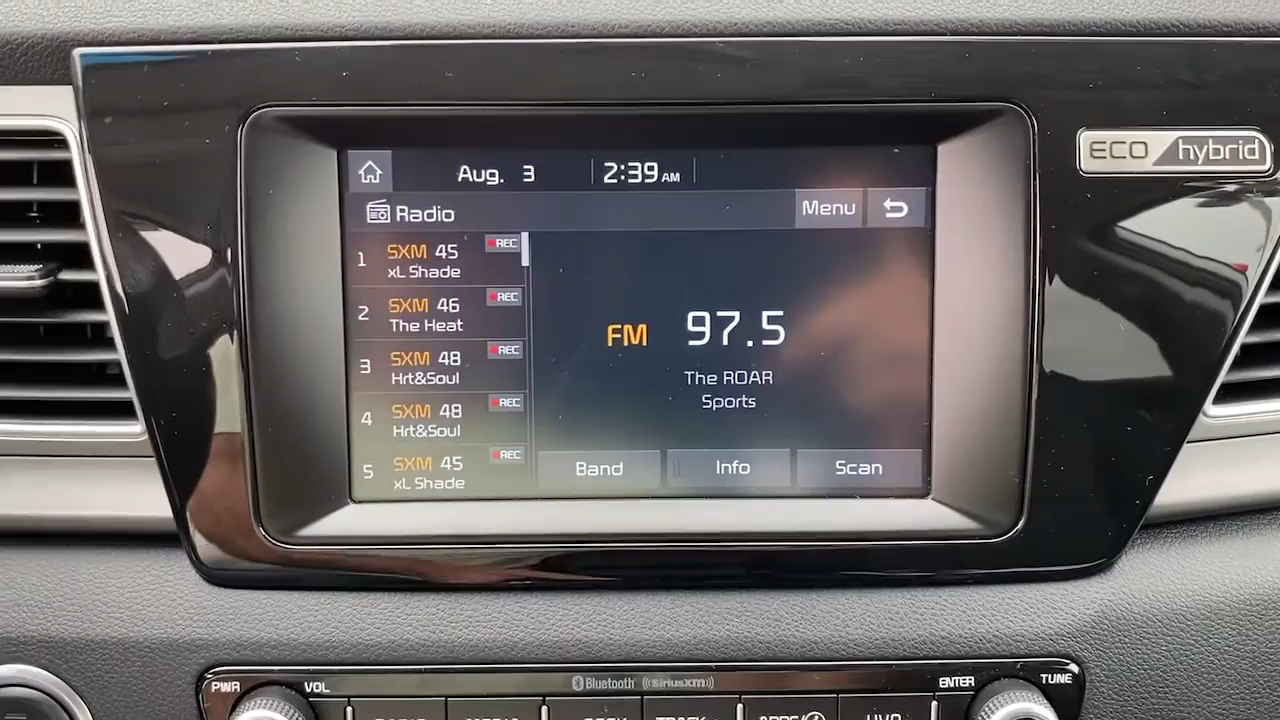 Aug. 3 2:39 AM
ECO hybrid
Radio Menu
1 SXM 45 REC
xL Shade
2 SXM 46 REC
The Heat
3 SXM 48 REC
Hrt&Soul
4 SXM 48 REC
Hrt&Soul
5 SXM 45 REC
xL Shade
FM 97.5
The ROAR
Sports
Band Info Scan
PWR VOL Bluetooth (((SiriusXM))) ENTER TUNE